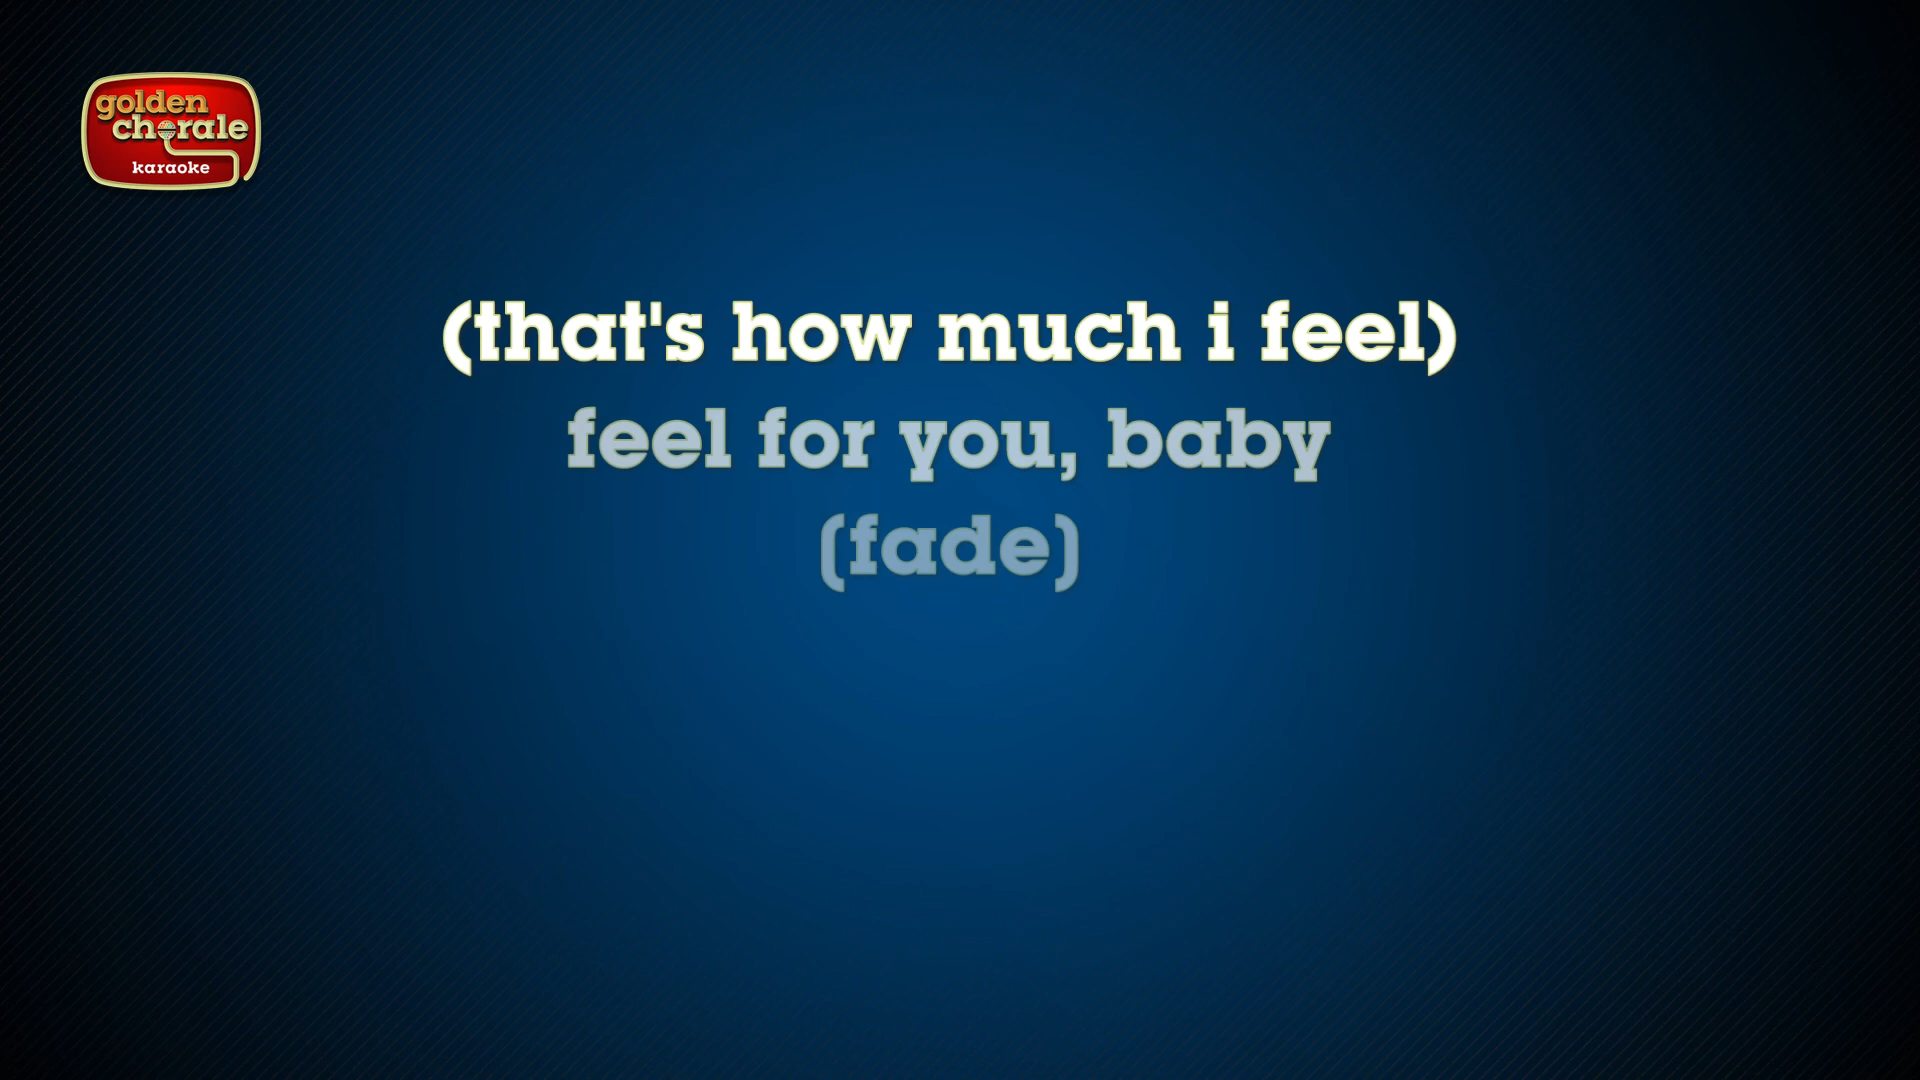 golden
chorale
karaoke
(that's how much i feel)
feel for you, baby
(fade)